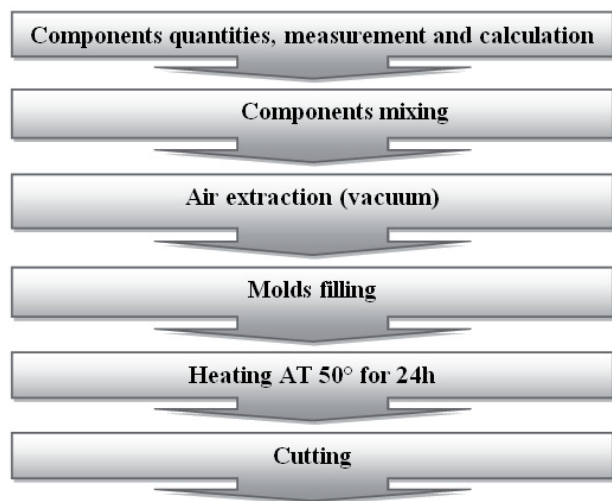 Components quantities, measurement and calculation
Components mixing
Air extraction (vacuum)
Molds filling
Heating AT 50° for 24h
Cutting